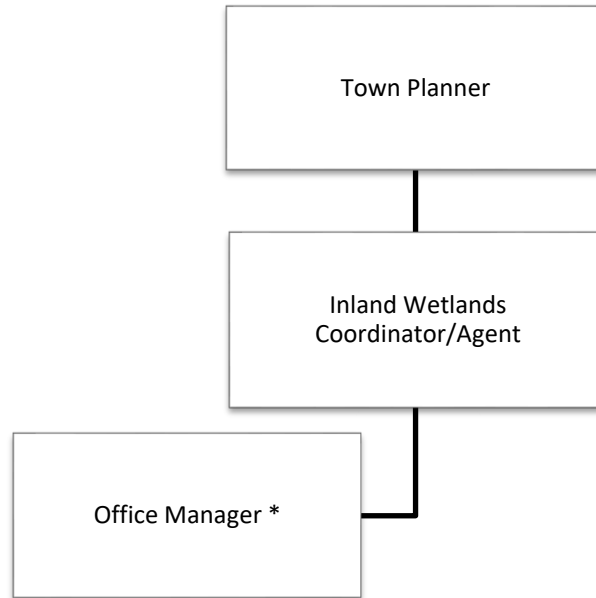 Town Planner
Inland Wetlands
Coordinator/Agent
Office Manager *